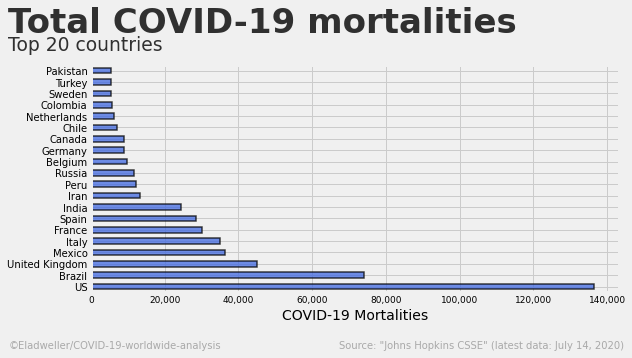 Total COVID-19 mortalities
Top 20 countries
Pakistan
Turkey
Sweden
Colombia
Netherlands
Chile
Canada
Germany
Belgium
Russia
Peru
Iran
India
Spain
France
Italy
Mexico
United Kingdom
Brazil
US
0 20,000 40,000 60,000 80,000 100,000 120,000 140,000
COVID-19 Mortalities
©Eladweller/COVID-19-worldwide-analysis Source: "Johns Hopkins CSSE" (latest data: July 14, 2020)